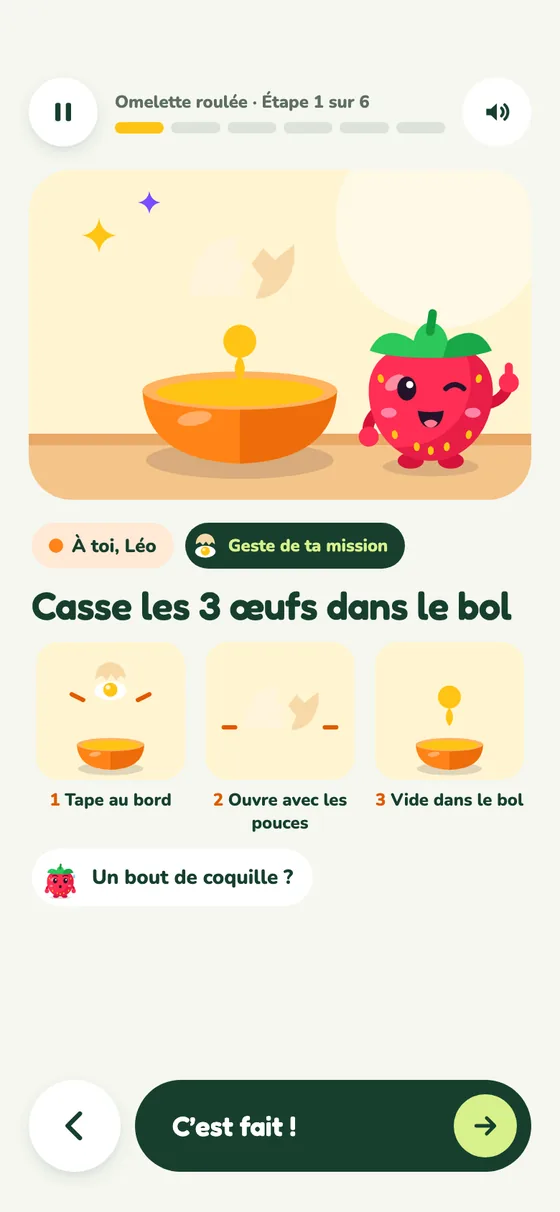 Omelette roulée · Étape 1 sur 6
À toi, Léo
Geste de ta mission
Casse les 3 œufs dans le bol
1 Tape au bord
2 Ouvre avec les
pouces
3 Vide dans le bol
Un bout de coquille ?
C’est fait !